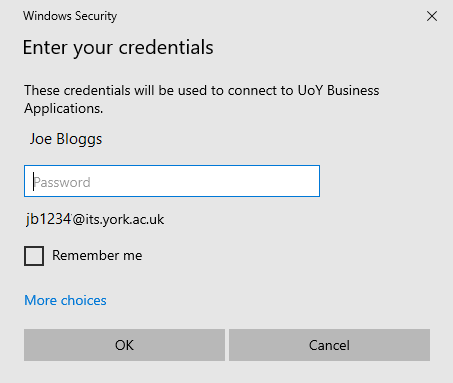 Windows Security
Enter your credentials
These credentials will be used to connect to UoY Business
Applications.
Joe Bloggs
Password
jb1234@its.york.ac.uk
Remember me
More choices
OK
Cancel